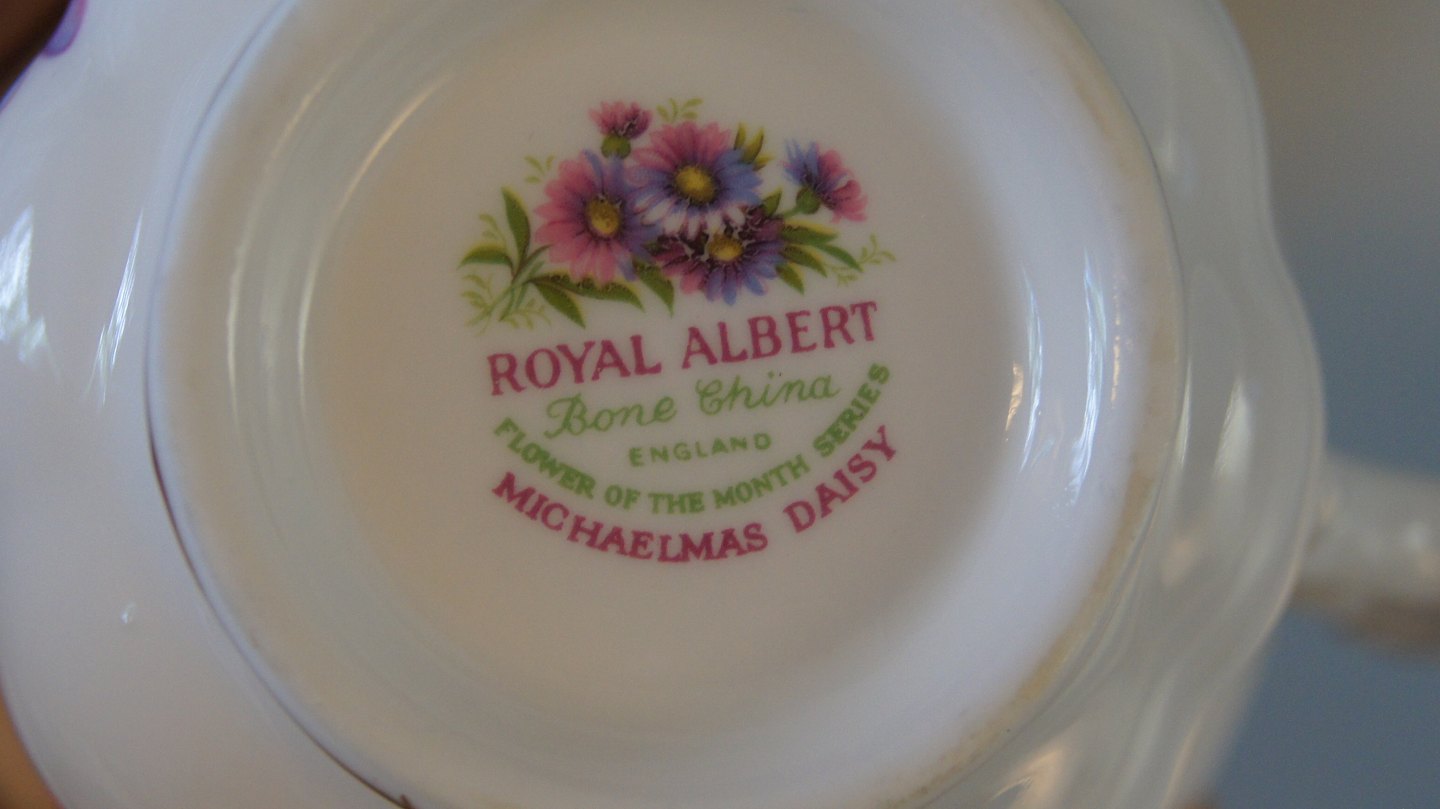 ROYAL ALBERT
Bone China
ENGLAND
FLOWER OF THE MONTH SERIES
MICHAELMAS DAISY